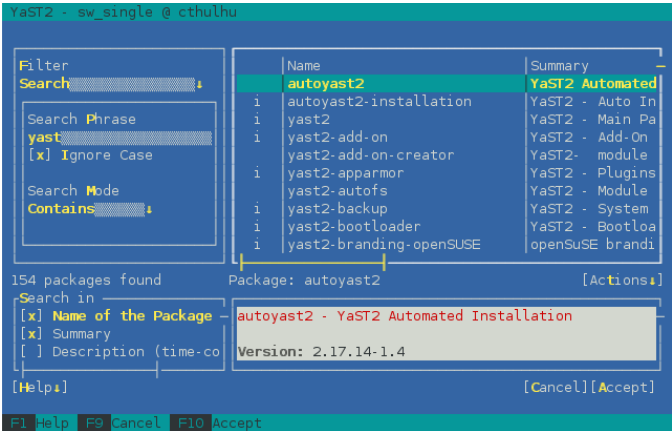 YaST2 - sw_single @ cthulhu
Filter
Search
Search Phrase
yast
[x] Ignore Case
Search Mode
Contains
Name Summary
autoyast2 YaST2 Automated
i autoyast2-installation YaST2 - Auto In
i yast2 YaST2 - Main Pa
i yast2-add-on YaST2 - Add-On
yast2-add-on-creator YaST2- module
i yast2-apparmor YaST2 - Plugins
yast2-autofs YaST2 - Module
i yast2-backup YaST2 - System
i yast2-bootloader YaST2 - Bootloa
i yast2-branding-openSUSE openSuSE brandi
154 packages found Package: autoyast2 [Actions↓]
Search in
[x] Name of the Package
[x] Summary
[ ] Description (time-co
autoyast2 - YaST2 Automated Installation
Version: 2.17.14-1.4
[Help↓] [Cancel][Accept]
F1 Help F9 Cancel F10 Accept